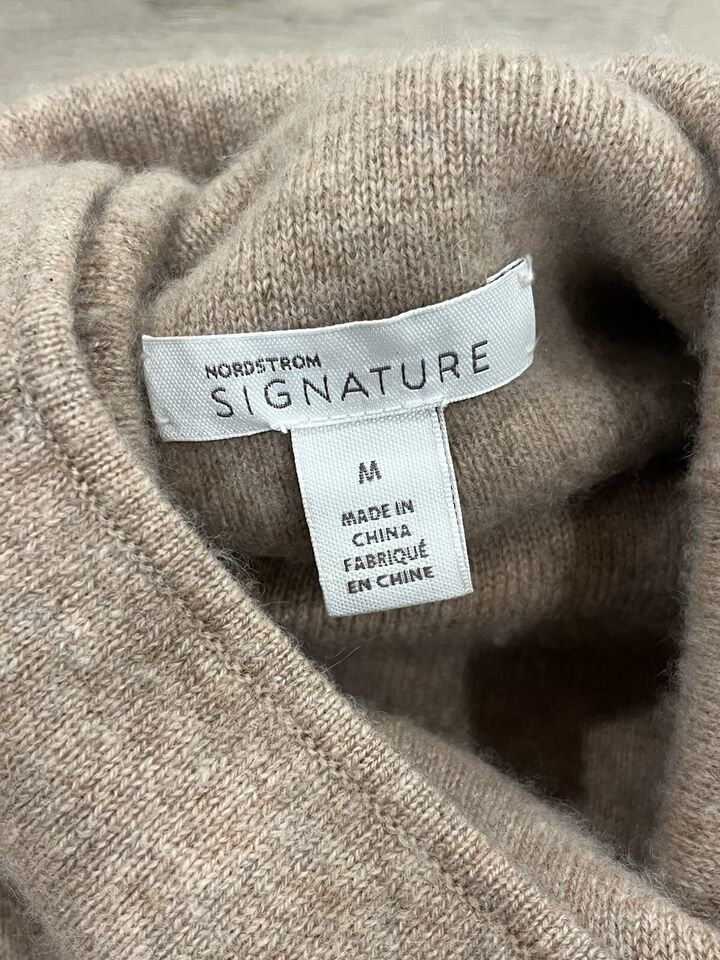 NORDSTROM
SIGNATURE
M
MADE IN
CHINA
FABRIQUÉ
EN CHINE